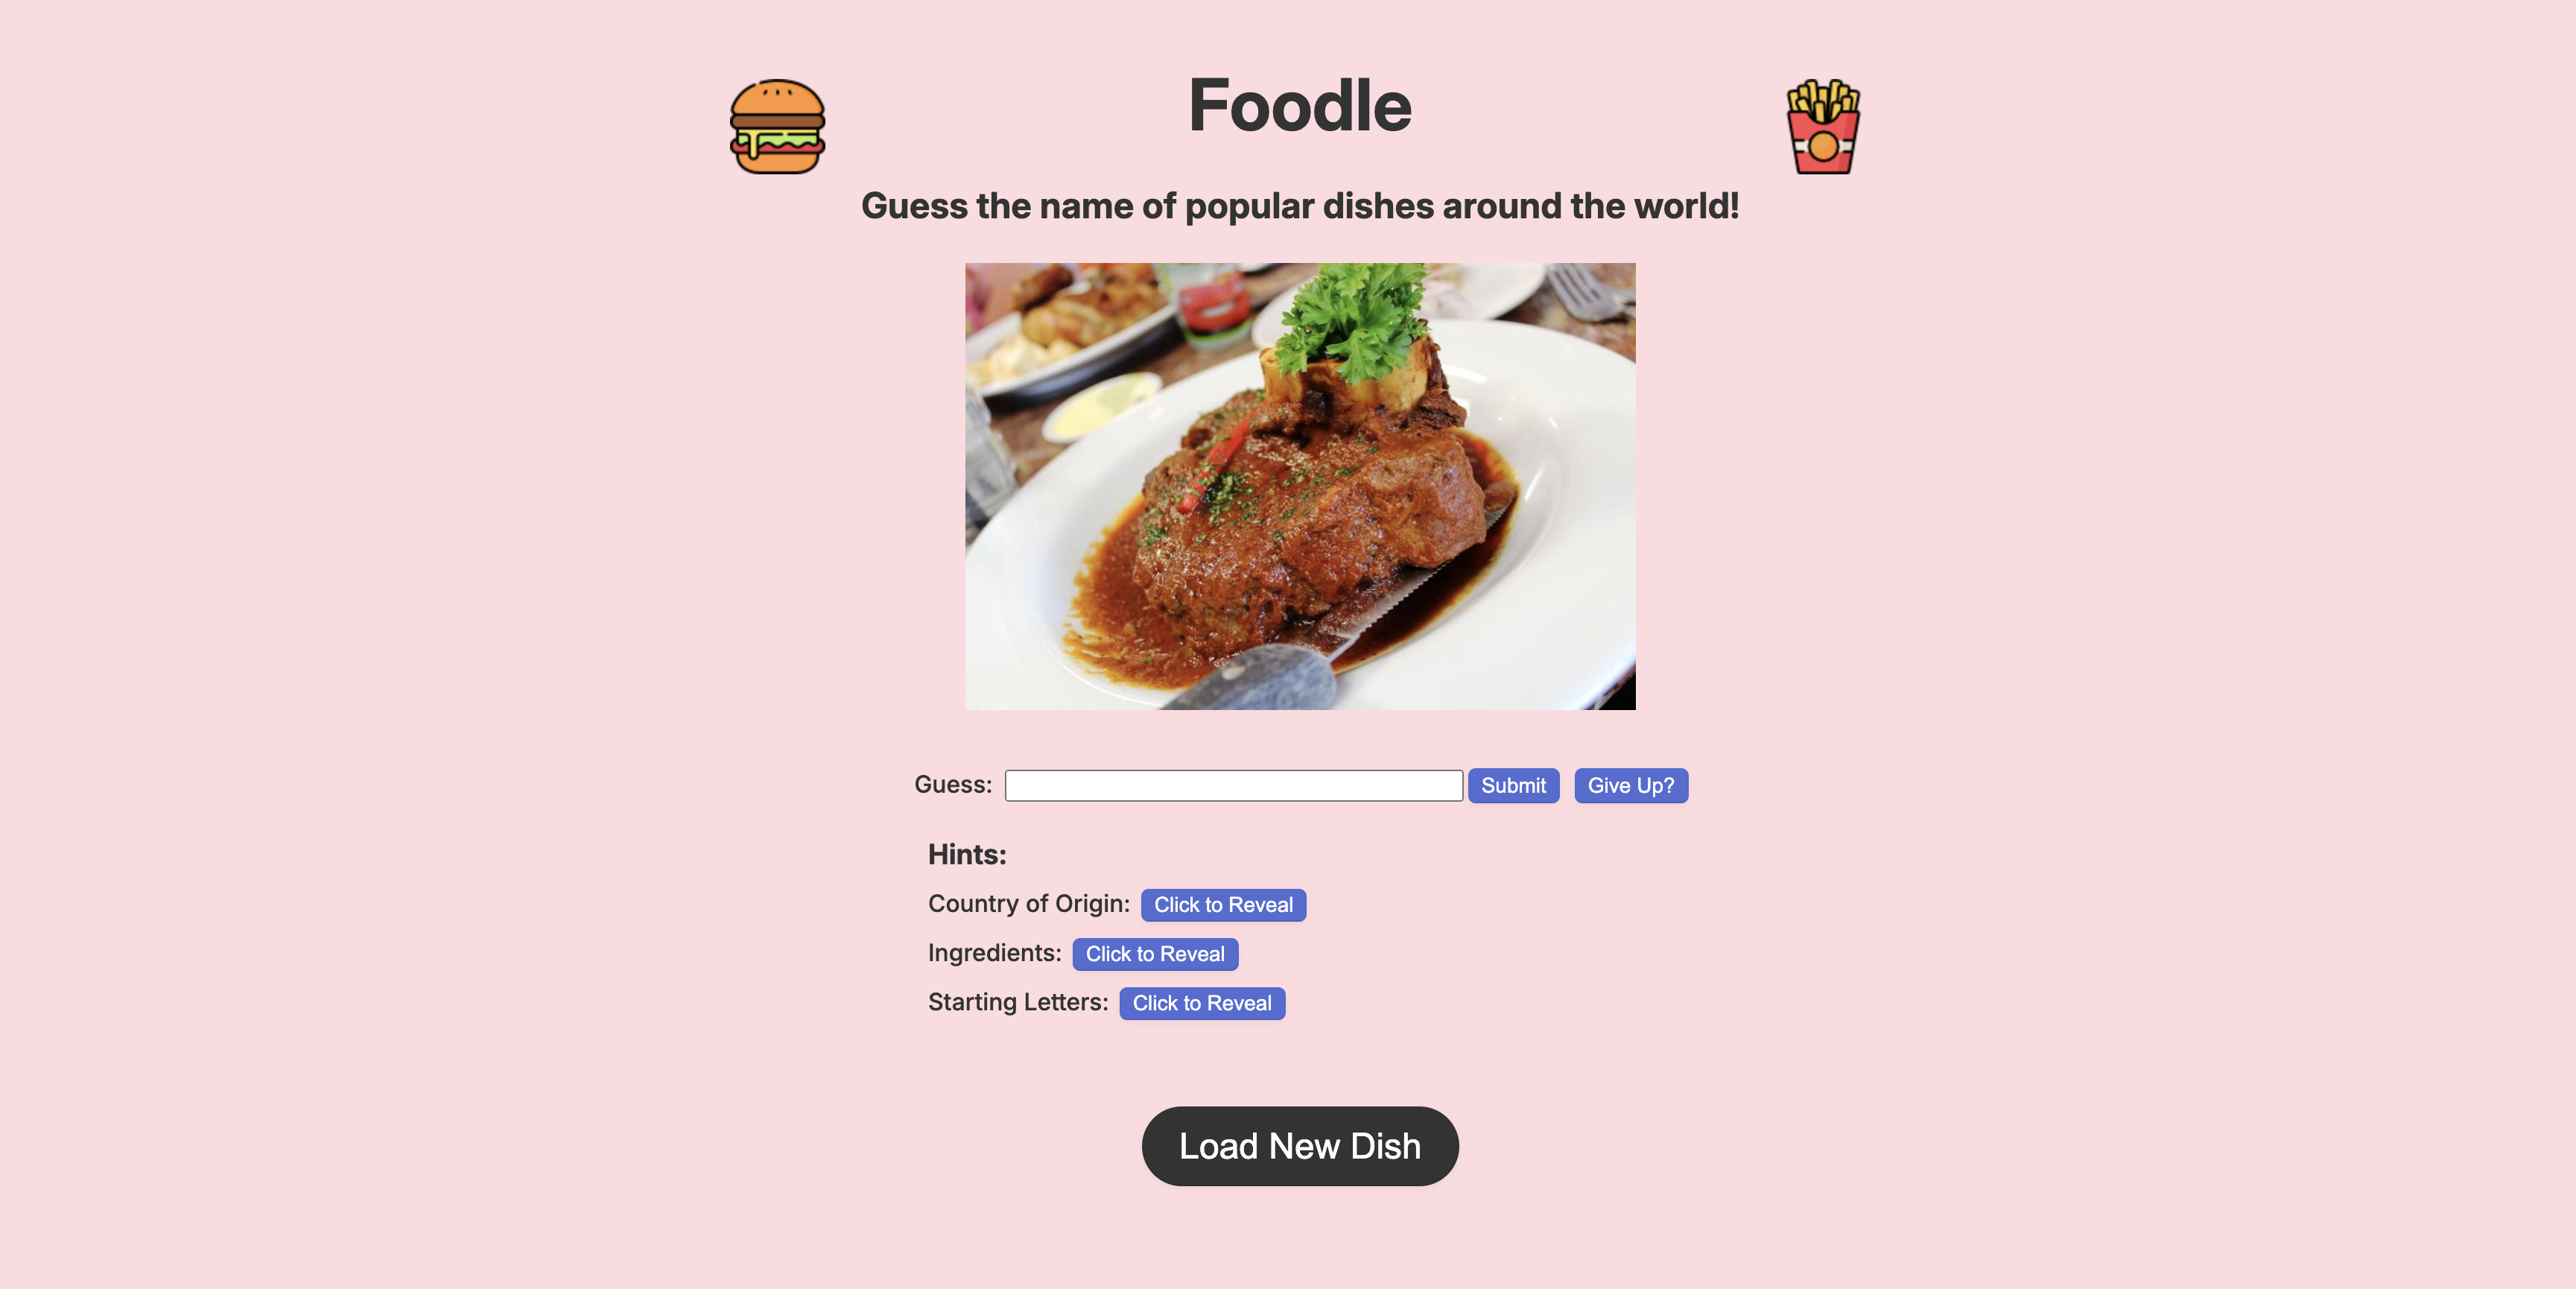 Foodle
Guess the name of popular dishes around the world!
Guess: Submit Give Up?
Hints:
Country of Origin: Click to Reveal
Ingredients: Click to Reveal
Starting Letters: Click to Reveal
Load New Dish